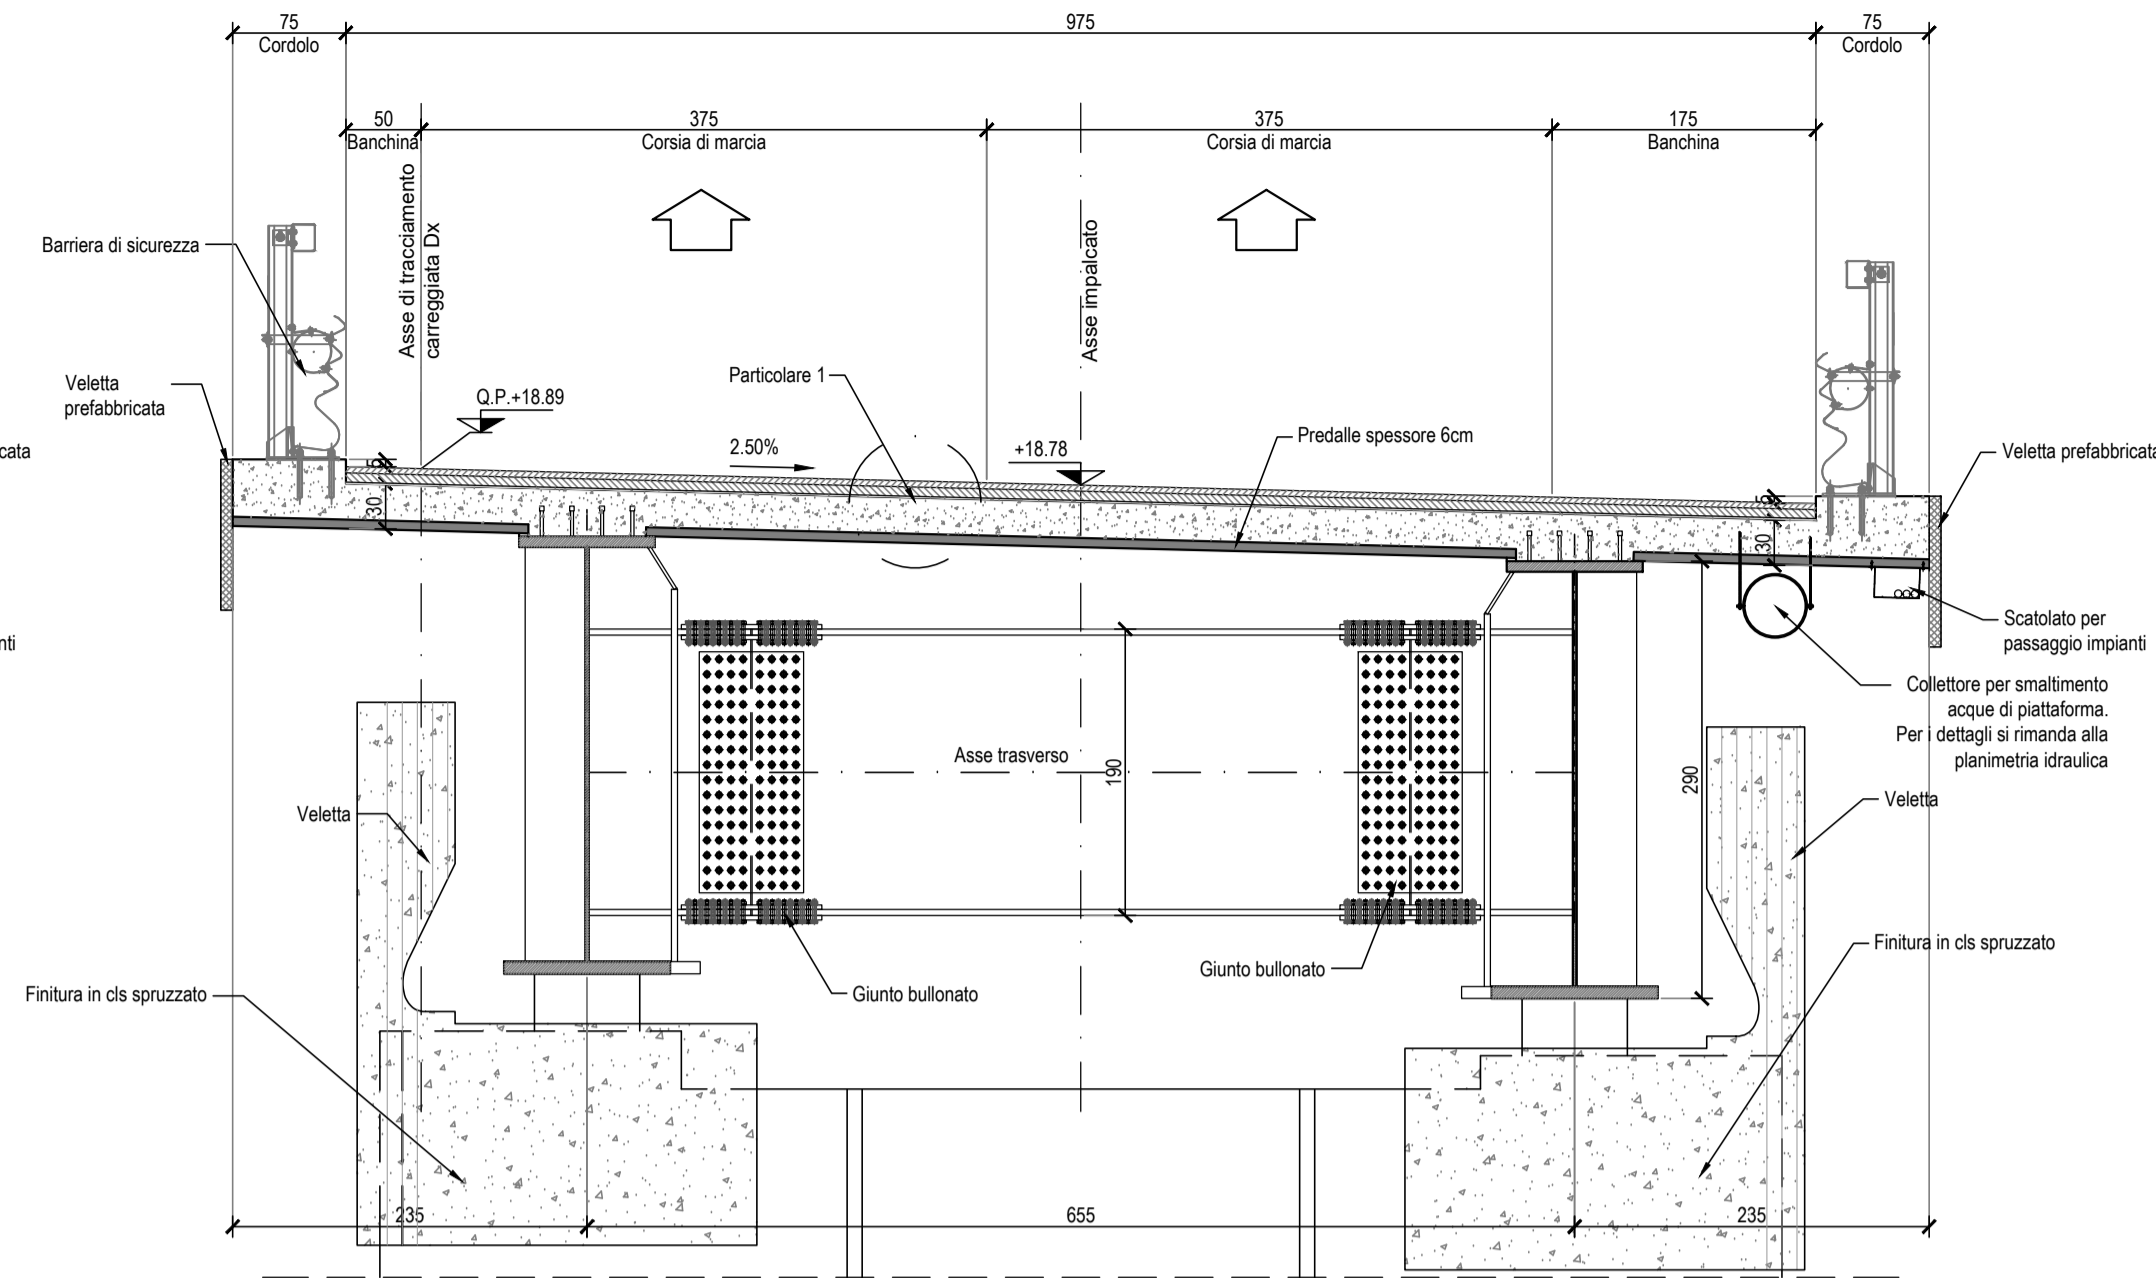 75
975
75
Cordolo
Cordolo
50
375
375
175
Banchina
Corsia di marcia
Corsia di marcia
Banchina
Asse di tracciamento
carreggiata Dx
Asse impalcato
Barriera di sicurezza
Veletta
prefabbricata
Particolare 1
Q.P.+18.89
2.50%
+18.78
Predalle spessore 6cm
cata
Veletta prefabbricata
5
5
30
30
Scatolato per
passaggio impianti
nti
Collettore per smaltimento
acque di piattaforma.
Per i dettagli si rimanda alla
planimetria idraulica
Asse trasverso
190
290
Veletta
Veletta
Finitura in cls spruzzato
Giunto bullonato
Giunto bullonato
Finitura in cls spruzzato
235
655
235